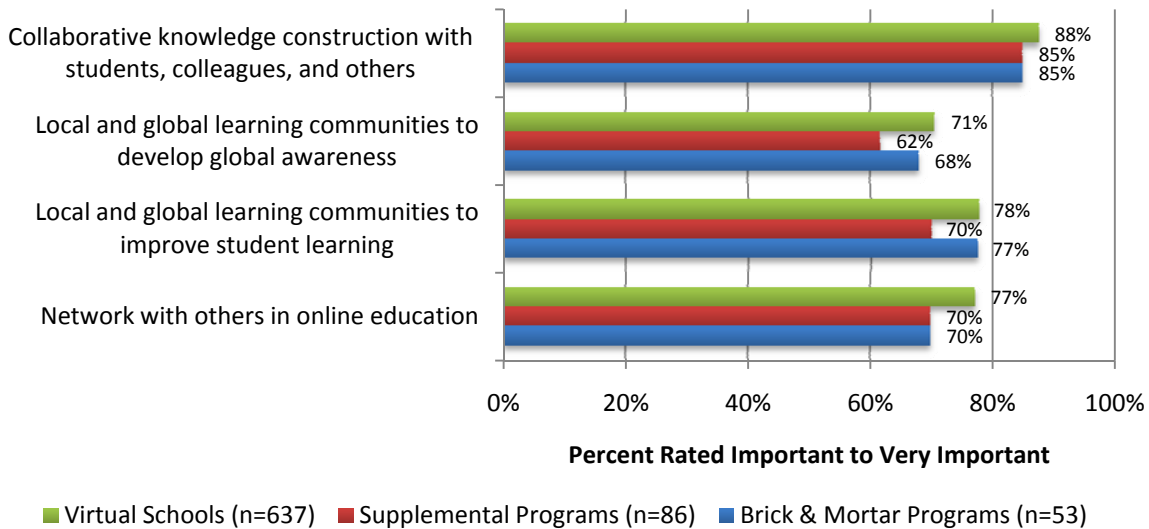 Collaborative knowledge construction with
students, colleagues, and others
88%
85%
85%
Local and global learning communities to
develop global awareness
71%
62%
68%
Local and global learning communities to
improve student learning
78%
70%
77%
Network with others in online education
77%
70%
70%
0% 20% 40% 60% 80% 100%
Percent Rated Important to Very Important
Virtual Schools (n=637) Supplemental Programs (n=86) Brick & Mortar Programs (n=53)